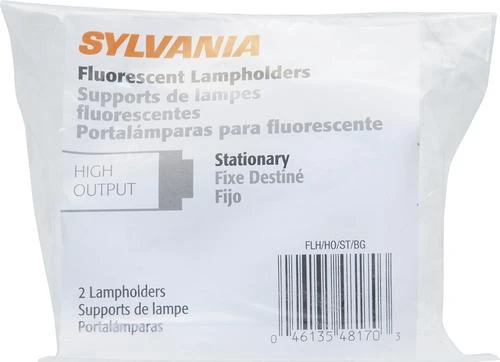 SYLVANIA
Fluorescent Lampholders
Supports de lampes
fluorescentes
Portalámparas para fluorescente
HIGH
OUTPUT
Stationary
Fixe Destiné
Fijo
FLH/HO/ST/BG
2 Lampholders
Supports de lampe
Portalámparas
0 46135 48170 3